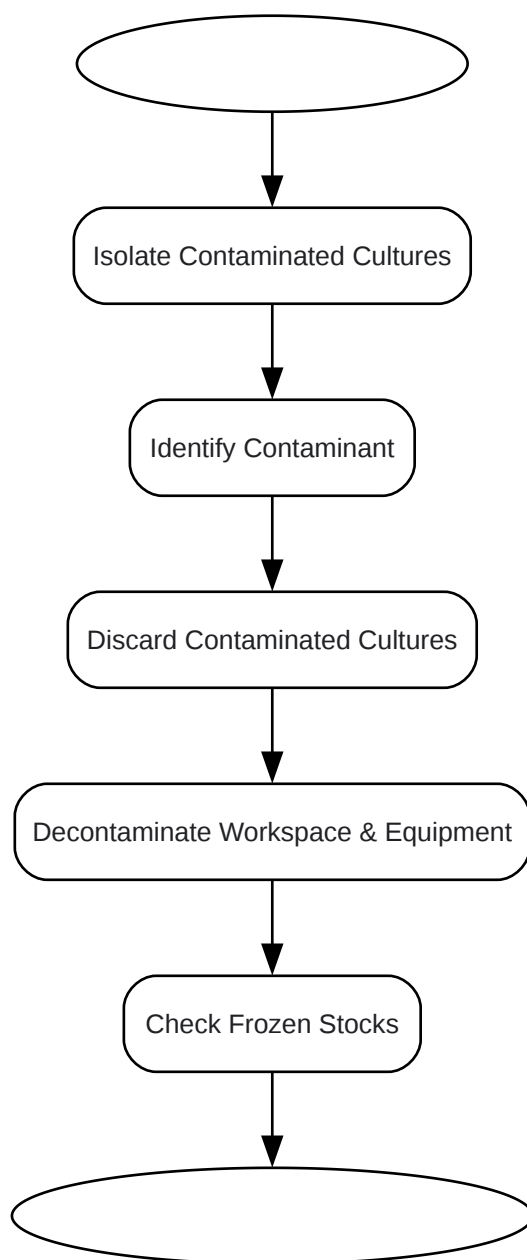 Isolate Contaminated Cultures
Identify Contaminant
Discard Contaminated Cultures
Decontaminate Workspace & Equipment
Check Frozen Stocks